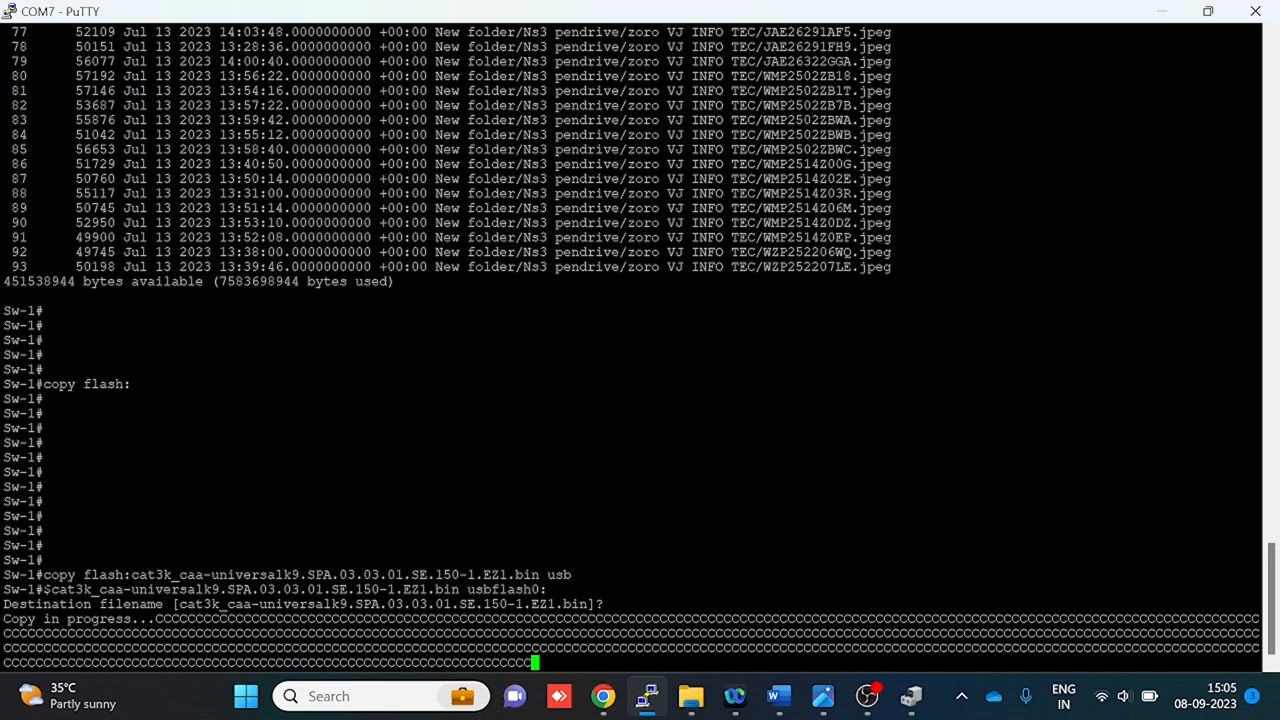 COM7 - PuTTY
77 52109 Jul 13 2023 14:03:48.0000000000 +00:00 New folder/Ns3 pendrive/zoro VJ INFO TEC/JAE26291AF5.jpeg
78 50151 Jul 13 2023 13:28:36.0000000000 +00:00 New folder/Ns3 pendrive/zoro VJ INFO TEC/JAE26291FH9.jpeg
79 56077 Jul 13 2023 14:00:40.0000000000 +00:00 New folder/Ns3 pendrive/zoro VJ INFO TEC/JAE26322GGA.jpeg
80 57192 Jul 13 2023 13:56:22.0000000000 +00:00 New folder/Ns3 pendrive/zoro VJ INFO TEC/WMP2502ZB18.jpeg
81 57146 Jul 13 2023 13:54:16.0000000000 +00:00 New folder/Ns3 pendrive/zoro VJ INFO TEC/WMP2502ZB1T.jpeg
82 53687 Jul 13 2023 13:57:22.0000000000 +00:00 New folder/Ns3 pendrive/zoro VJ INFO TEC/WMP2502ZB7B.jpeg
83 55876 Jul 13 2023 13:59:42.0000000000 +00:00 New folder/Ns3 pendrive/zoro VJ INFO TEC/WMP2502ZBWA.jpeg
84 51042 Jul 13 2023 13:55:12.0000000000 +00:00 New folder/Ns3 pendrive/zoro VJ INFO TEC/WMP2502ZBWB.jpeg
85 56653 Jul 13 2023 13:58:40.0000000000 +00:00 New folder/Ns3 pendrive/zoro VJ INFO TEC/WMP2502ZBWC.jpeg
86 51729 Jul 13 2023 13:40:50.0000000000 +00:00 New folder/Ns3 pendrive/zoro VJ INFO TEC/WMP2514Z00G.jpeg
87 50760 Jul 13 2023 13:50:14.0000000000 +00:00 New folder/Ns3 pendrive/zoro VJ INFO TEC/WMP2514Z02E.jpeg
88 55117 Jul 13 2023 13:31:00.0000000000 +00:00 New folder/Ns3 pendrive/zoro VJ INFO TEC/WMP2514Z03R.jpeg
89 50745 Jul 13 2023 13:51:14.0000000000 +00:00 New folder/Ns3 pendrive/zoro VJ INFO TEC/WMP2514Z06M.jpeg
90 52950 Jul 13 2023 13:53:10.0000000000 +00:00 New folder/Ns3 pendrive/zoro VJ INFO TEC/WMP2514Z0DZ.jpeg
91 49900 Jul 13 2023 13:52:08.0000000000 +00:00 New folder/Ns3 pendrive/zoro VJ INFO TEC/WMP2514Z0EP.jpeg
92 49745 Jul 13 2023 13:38:00.0000000000 +00:00 New folder/Ns3 pendrive/zoro VJ INFO TEC/WZP252206WQ.jpeg
93 50198 Jul 13 2023 13:39:46.0000000000 +00:00 New folder/Ns3 pendrive/zoro VJ INFO TEC/WZP252207LE.jpeg
451538944 bytes available (7583698944 bytes used)
Sw-1#
Sw-1#
Sw-1#
Sw-1#
Sw-1#
Sw-1#copy flash:
Sw-1#
Sw-1#
Sw-1#
Sw-1#
Sw-1#
Sw-1#
Sw-1#
Sw-1#
Sw-1#
Sw-1#
Sw-1#
Sw-1#
Sw-1#copy flash:cat3k_caa-universalk9.SPA.03.03.01.SE.150-1.EZ1.bin usb
Sw-1#$cat3k_caa-universalk9.SPA.03.03.01.SE.150-1.EZ1.bin usbflash0:
Destination filename [cat3k_caa-universalk9.SPA.03.03.01.SE.150-1.EZ1.bin]?
Copy in progress...CCCCCCCCCCCCCCCCCCCCCCCCCCCCCCCCCCCCCCCCCCCCCCCCCCCCCCCCCCCCCCCCCCCCCCCCCCCCCCCCCCCCCCCCCCCCCCCCCCCCCCCCCCCCCCCCCCCCCCCCCCCCCCCCCCCCCCCCCC
CCCCCCCCCCCCCCCCCCCCCCCCCCCCCCCCCCCCCCCCCCCCCCCCCCCCCCCCCCCCCCCCCCCCCCCCCCCCCCCCCCCCCCCCCCCCCCCCCCCCCCCCCCCCCCCCCCCCCCCCCCCCCCCCCCCCCCCCCCCCCCCCCCCCCCCCCCCCC
CCCCCCCCCCCCCCCCCCCCCCCCCCCCCCCCCCCCCCCCCCCCCCCCCCCCCCCCCCCCCCCCCCCCCCCCCCCCCCCCCCCCCCCCCCCCCCCCCCCCCCCCCCCCCCCCCCCCCCCCCCCCCCCCCCCCCCCCCCCCCCCCCCCCCCCCCCCCC
CCCCCCCCCCCCCCCCCCCCCCCCCCCCCCCCCCCCCCCCCCCCCCCCCCCCCCCCCCCCCCCCCC
35°C
Partly sunny
Search
ENG
IN
15:05
08-09-2023
3